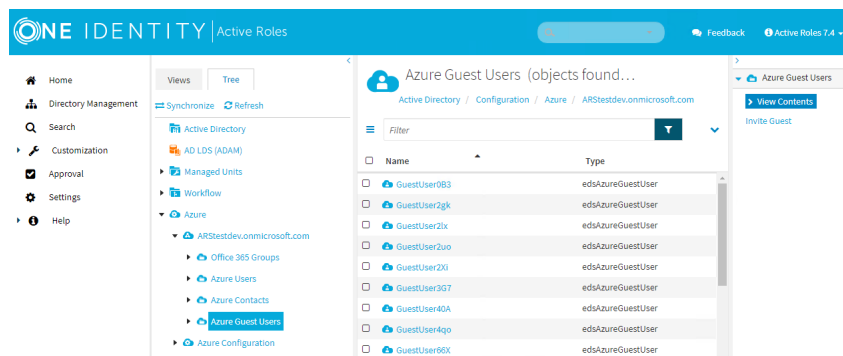 ONE IDENTITY Active Roles
Feedback
Active Roles 7.4
Home
Directory Management
Search
Customization
Approval
Settings
Help
Views
Tree
Synchronize
Refresh
Active Directory
AD LDS (ADAM)
Managed Units
Workflow
Azure
ARStestdev.onmicrosoft.com
Office 365 Groups
Azure Users
Azure Contacts
Azure Guest Users
Azure Configuration
Azure Guest Users (objects found...
Active Directory / Configuration / Azure / ARStestdev.onmicrosoft.com
Filter
Name Type
GuestUser0B3 edsAzureGuestUser
GuestUser2gk edsAzureGuestUser
GuestUser2uo edsAzureGuestUser
GuestUser2Xi edsAzureGuestUser
GuestUser3G7 edsAzureGuestUser
GuestUser40A edsAzureGuestUser
GuestUser4qo edsAzureGuestUser
GuestUser66X edsAzureGuestUser
Azure Guest Users
View Contents
Invite Guest